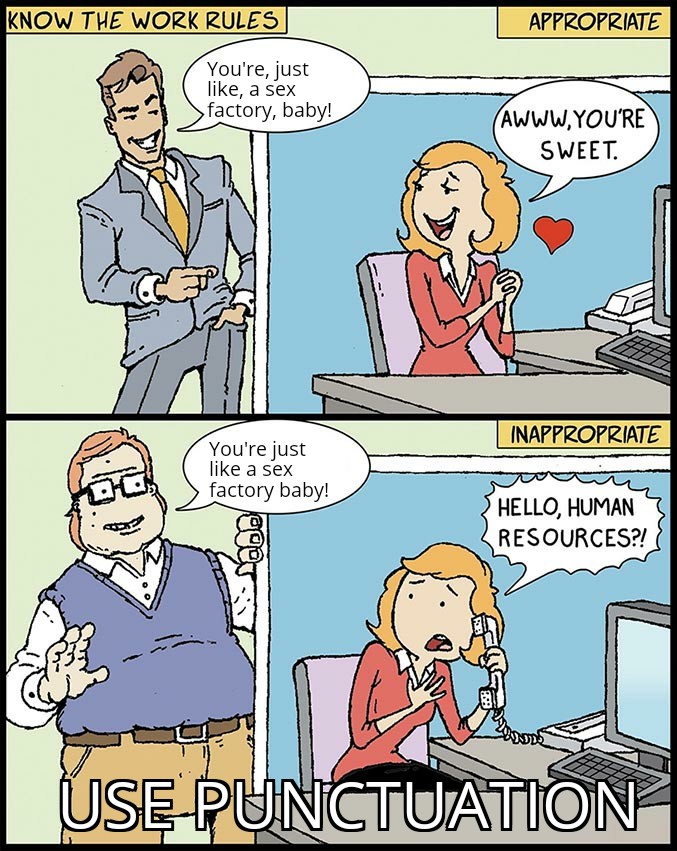 KNOW THE WORK RULES
APPROPRIATE
You're, just
like, a sex
factory, baby!
AWWW, YOU'RE
SWEET.
INAPPROPRIATE
You're just
like a sex
factory baby!
HELLO, HUMAN
RESOURCES?!
USE PUNCTUATION